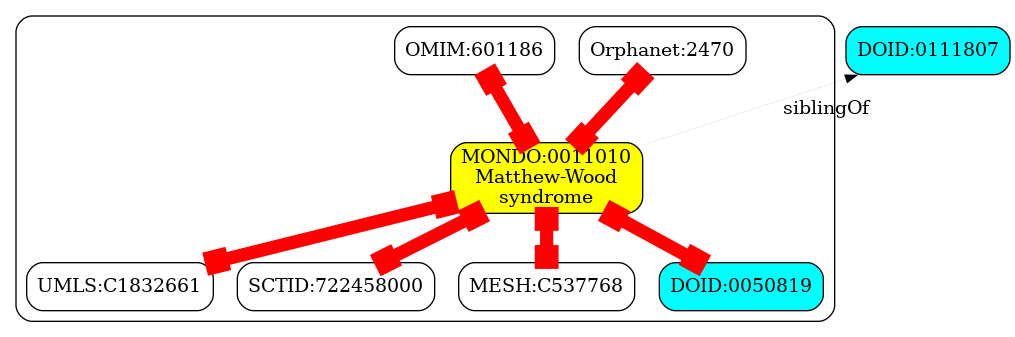 OMIM:601186
Orphanet:2470
DOID:0111807
siblingOf
MONDO:0011010
Matthew-Wood
syndrome
UMLS:C1832661
SCTID:722458000
MESH:C537768
DOID:0050819